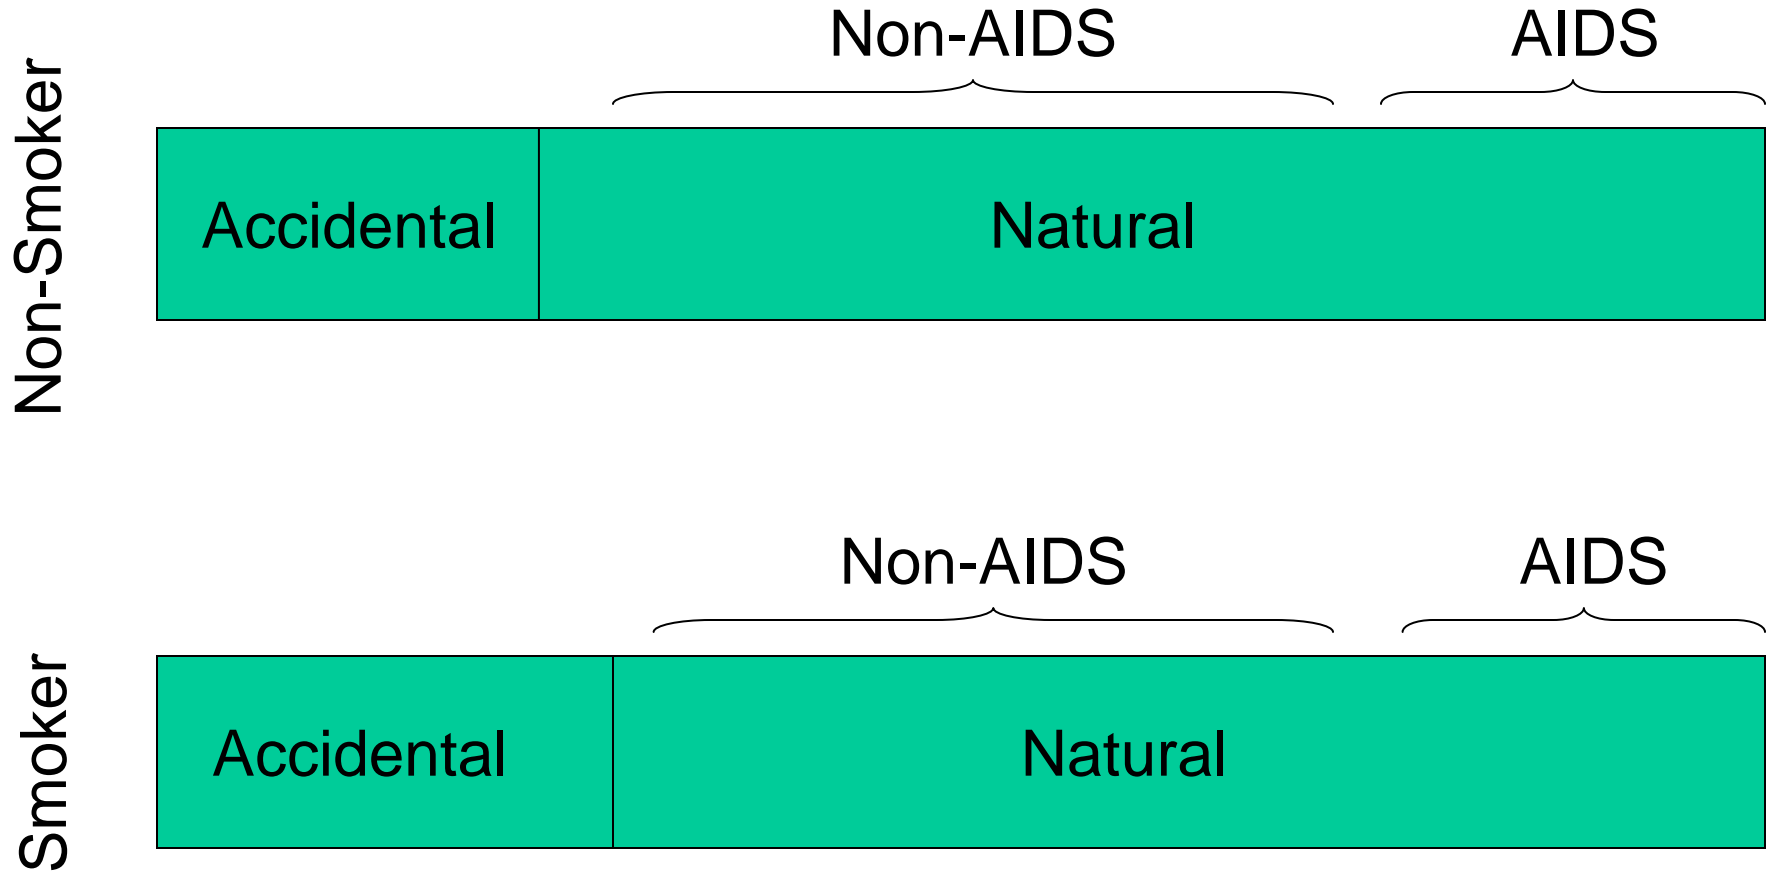 Non-AIDS
AIDS
Non-Smoker
Accidental
Natural
Non-AIDS
AIDS
Smoker
Accidental
Natural